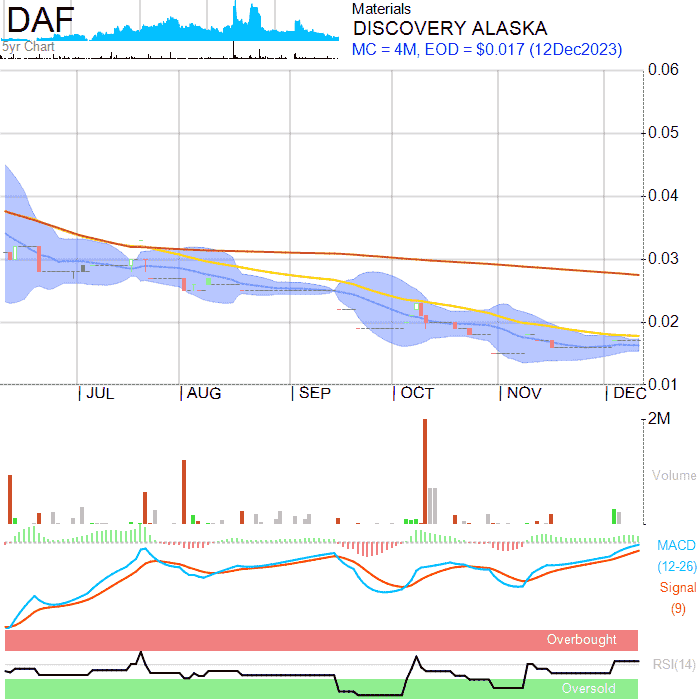 DAF
5yr Chart
Materials
DISCOVERY ALASKA
MC = 4M, EOD = $0.017 (12Dec2023)
0.06
0.05
0.04
0.03
0.02
0.01
JUL AUG SEP OCT NOV DEC
2M
Volume
MACD
(12-26)
Signal
(9)
Overbought
RSI(14)
Oversold